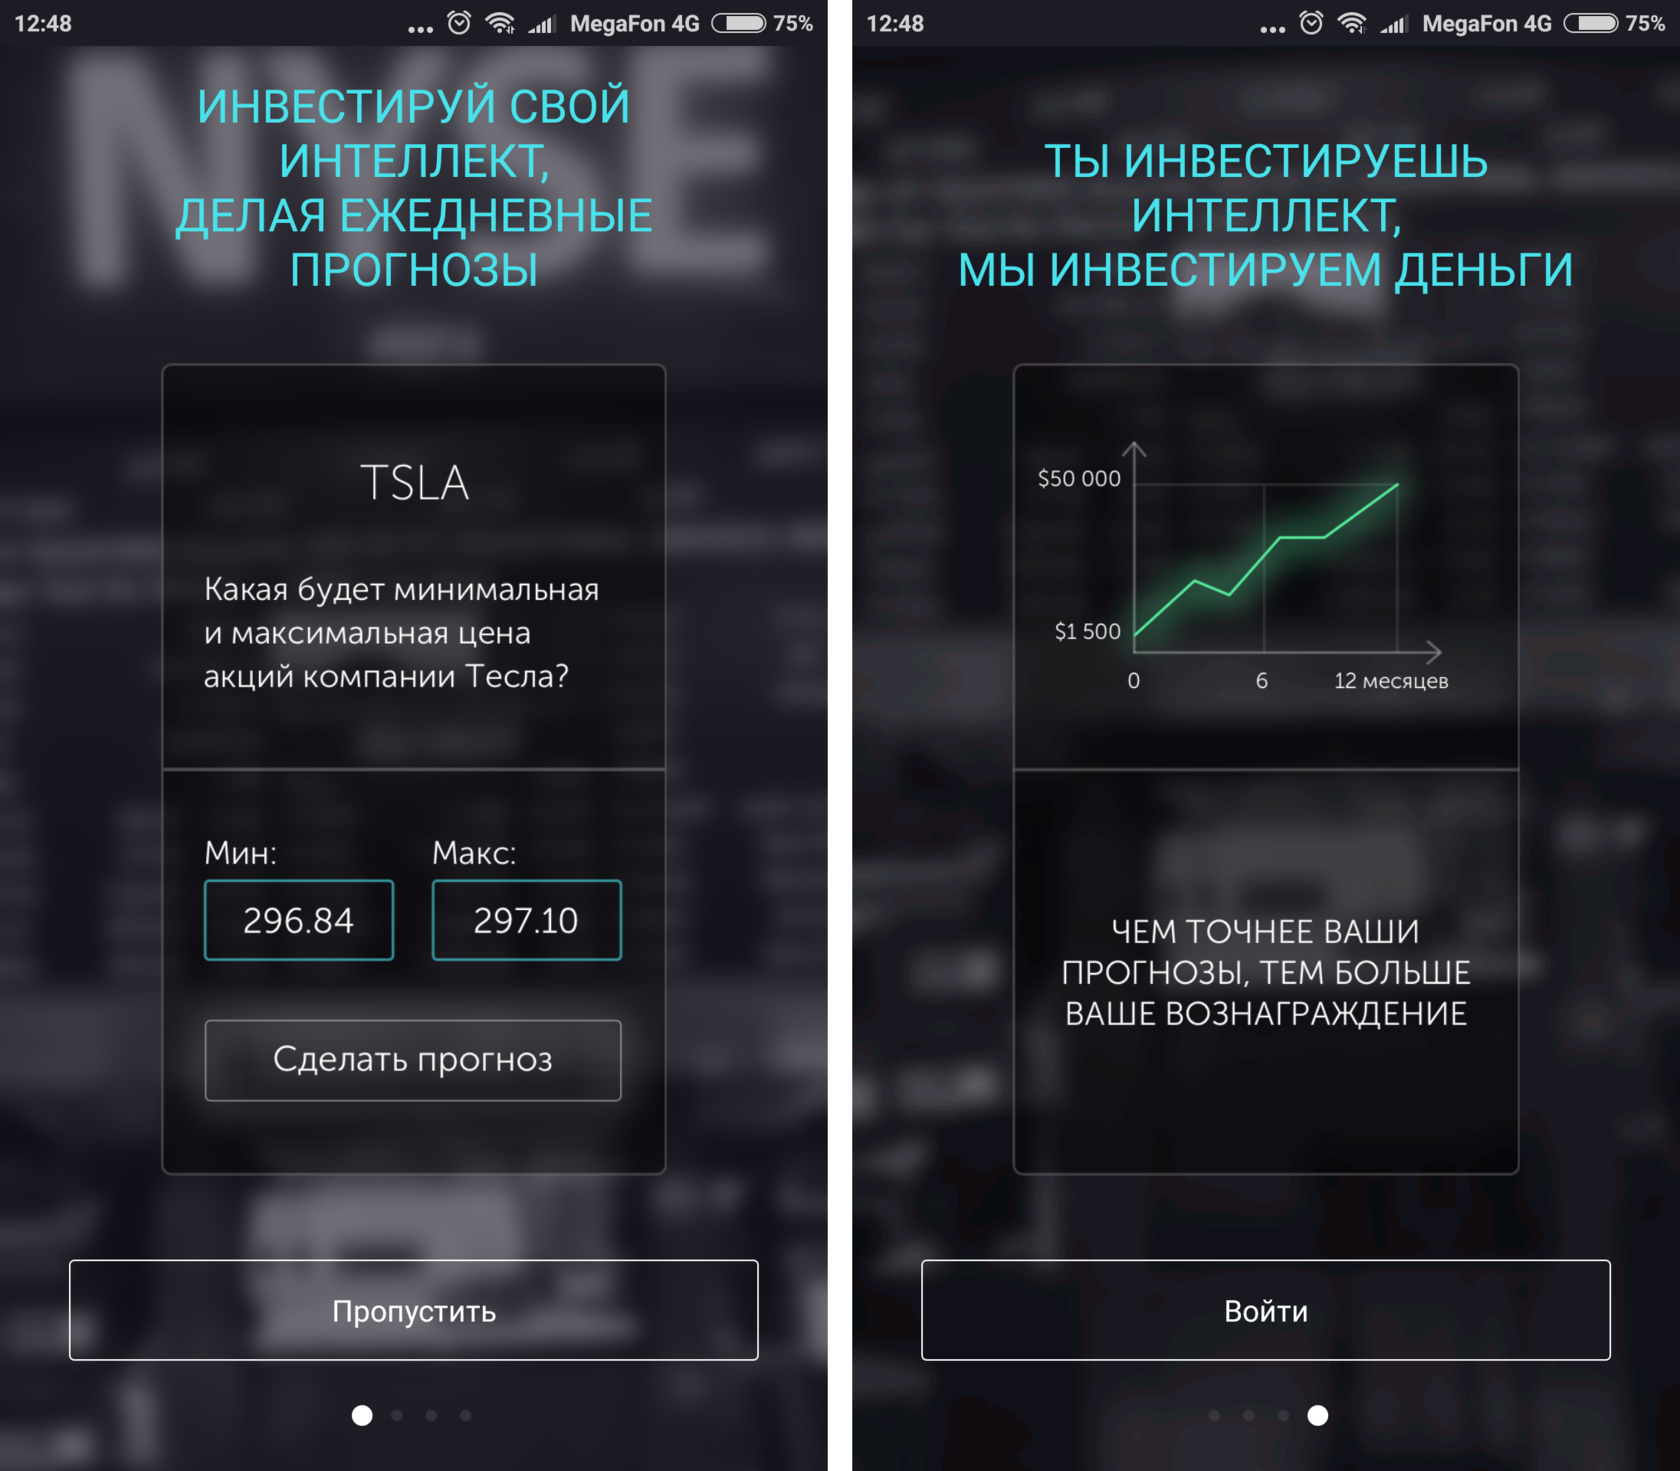 12:48
... MegaFon 4G 75%
NYSE
ИНВЕСТИРУЙ СВОЙ
ИНТЕЛЛЕКТ,
ДЕЛАЯ ЕЖЕДНЕВНЫЕ
ПРОГНОЗЫ
TSLA
Какая будет минимальная
и максимальная цена
акций компании Тесла?
Мин: Макс:
296.84 297.10
Сделать прогноз
Пропустить
12:48
... MegaFon 4G 75%
ТЫ ИНВЕСТИРУЕШЬ
ИНТЕЛЛЕКТ,
МЫ ИНВЕСТИРУЕМ ДЕНЬГИ
$50 000
$1 500
0 6 12 месяцев
ЧЕМ ТОЧНЕЕ ВАШИ
ПРОГНОЗЫ, ТЕМ БОЛЬШЕ
ВАШЕ ВОЗНАГРАЖДЕНИЕ
Войти